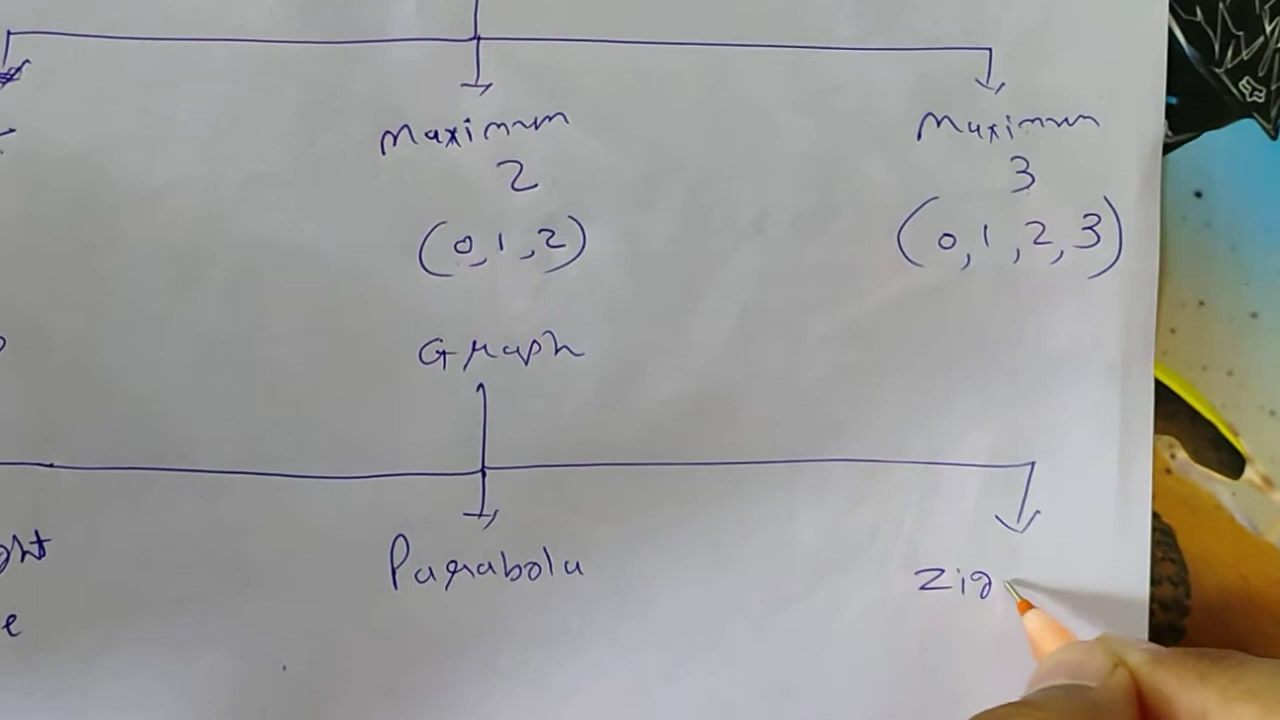 Maximum Maximum
2 3
(0,1,2) (0,1,2,3)
Graph
Parabola Zig